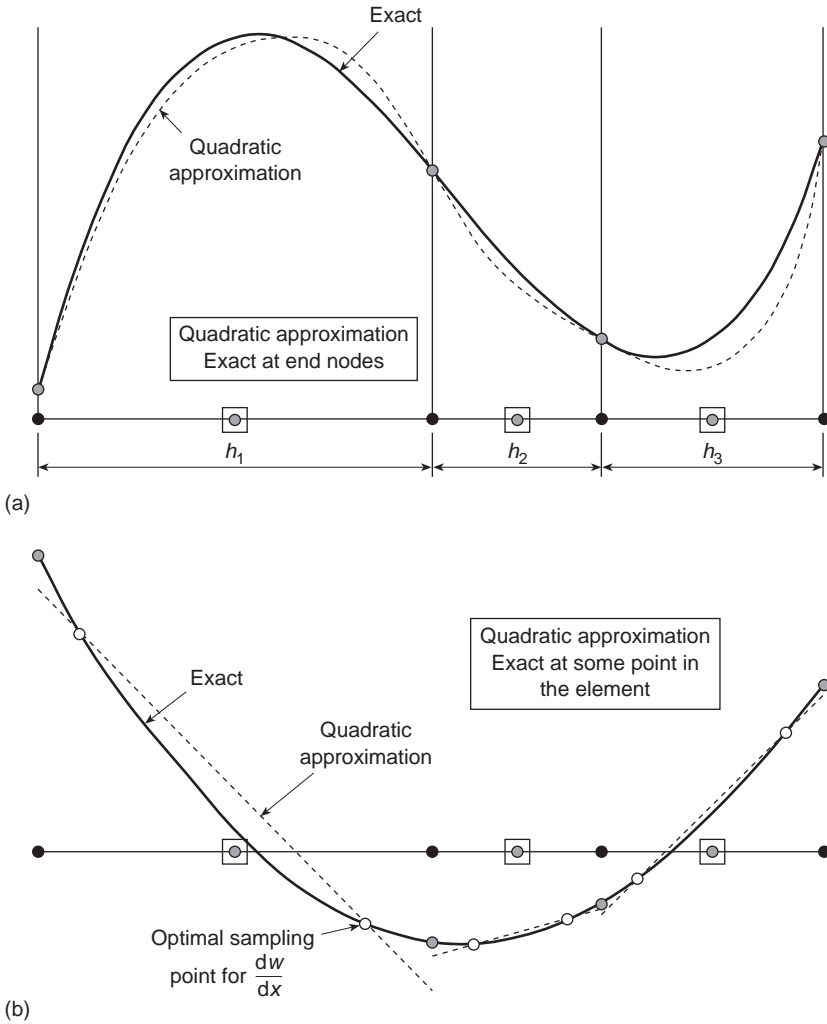 Exact
Quadratic
approximation
Quadratic approximation
Exact at end nodes
h1
h2
h3
(a)
Quadratic approximation
Exact at some point in
the element
Exact
Quadratic
approximation
Optimal sampling
point for dw/dx
(b)